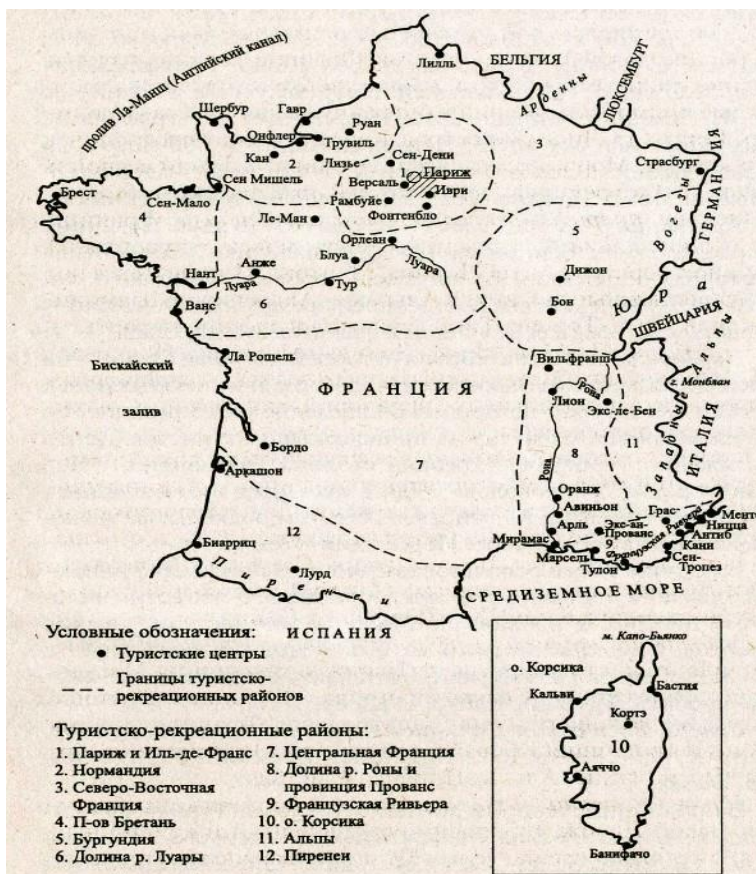 пролив Ла-Манш (Английский канал)
Лилль
БЕЛЬГИЯ
Арденны
ЛЮКСЕМБУРГ
Шербур
Гавр
Руан
Онфлер
Трувиль
3
Кан
2
Лизье
Сен-Дени
Страсбург
ГЕРМАНИЯ
Брест
Сен Мишель
1
Париж
Версаль
Вогезы
Сен-Мало
Рамбуйе
Иври
Ле-Ман
Фонтенбло
Орлеан
5
Блуа
Луара
Анже
Дижон
Нант
Луара
Тур
Юра
Ванс
6
Бон
ШВЕЙЦАРИЯ
Ла Рошель
Вильфранш
Бискайский
залив
ФРАНЦИЯ
Рона
г. Монблан
Лион
Экс-ле-Бен
Западные Альпы
ИТАЛИЯ
Бордо
11
Аркашон
7
8
Рона
Оранж
Авиньон
Грас
Менто
Арль
Экс-ан-
Прованс
Ницца
Антиб
Биарриц
Мирамас
9
Французская Ривьера
Канн
Марсель
Сен-
Тропез
Лурд
Тулон
Пиренеи
СРЕДИЗЕМНОЕ МОРЕ
ИСПАНИЯ
Условные обозначения:
Туристские центры
Границы туристско-
рекреационных районов
Туристско-рекреационные районы:
1. Париж и Иль-де-Франс
2. Нормандия
3. Северо-Восточная
Франция
4. П-ов Бретань
5. Бургундия
6. Долина р. Луары
7. Центральная Франция
8. Долина р. Роны и
провинция Прованс
9. Французская Ривьера
10. о. Корсика
11. Альпы
12. Пиренеи
м. Капо-Бьянко
о. Корсика
Бастия
Кальви
Кортэ
10
Аяччо
Банифачо